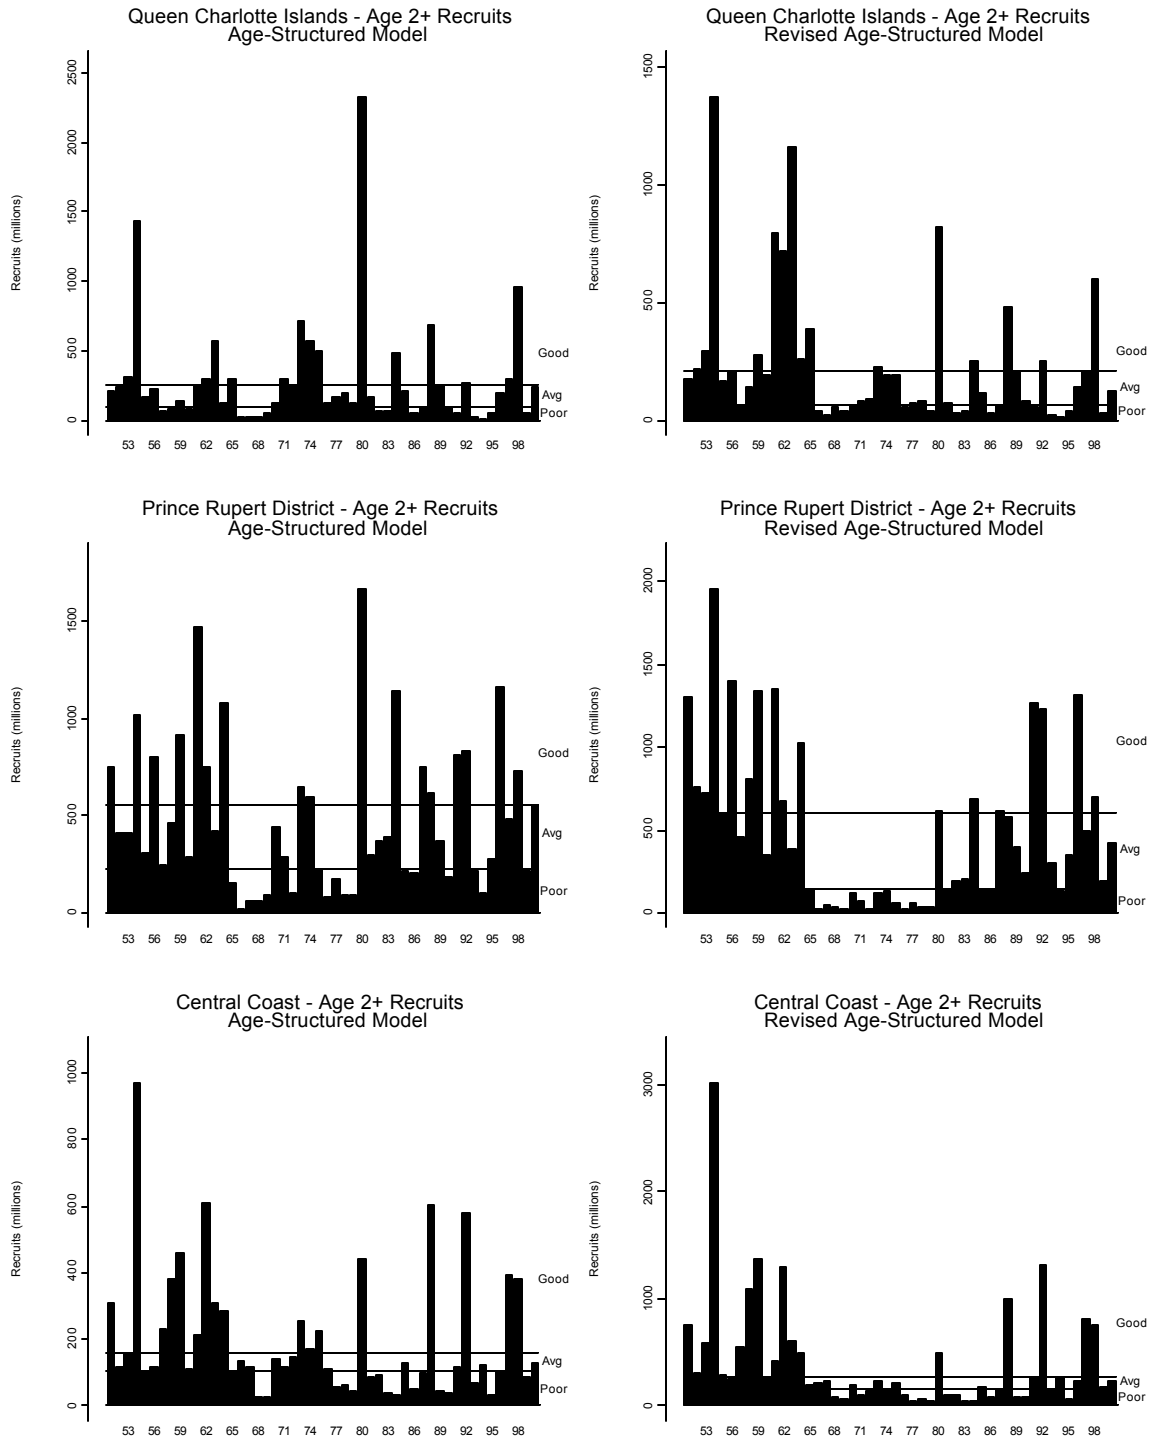 Queen Charlotte Islands - Age 2+ Recruits
Age-Structured Model
Recruits (millions)
2500
2000
1500
1000
500
0
Good
Avg
Poor
53 56 59 62 65 68 71 74 77 80 83 86 89 92 95 98
Queen Charlotte Islands - Age 2+ Recruits
Revised Age-Structured Model
Recruits (millions)
1500
1000
500
0
Good
Avg
Poor
53 56 59 62 65 68 71 74 77 80 83 86 89 92 95 98
Prince Rupert District - Age 2+ Recruits
Age-Structured Model
Recruits (millions)
1500
1000
500
0
Good
Avg
Poor
53 56 59 62 65 68 71 74 77 80 83 86 89 92 95 98
Prince Rupert District - Age 2+ Recruits
Revised Age-Structured Model
Recruits (millions)
2000
1500
1000
500
0
Good
Avg
Poor
53 56 59 62 65 68 71 74 77 80 83 86 89 92 95 98
Central Coast - Age 2+ Recruits
Age-Structured Model
Recruits (millions)
1000
800
600
400
200
0
Good
Avg
Poor
53 56 59 62 65 68 71 74 77 80 83 86 89 92 95 98
Central Coast - Age 2+ Recruits
Revised Age-Structured Model
Recruits (millions)
3000
2000
1000
0
Good
Avg
Poor
53 56 59 62 65 68 71 74 77 80 83 86 89 92 95 98